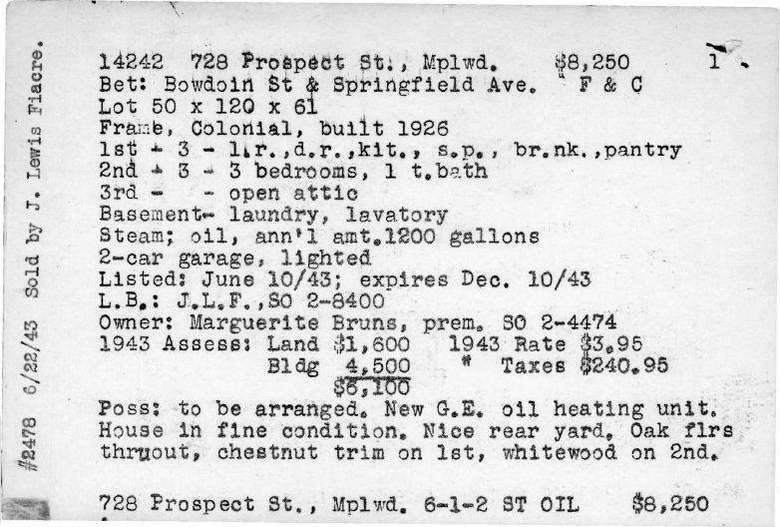 14242 728 Prospect St., Mplwd. $8,250 1
Bet: Bowdoin St & Springfield Ave. " F & C
Lot 50 x 120 x 61
Frame, Colonial, built 1926
1st + 3 - l.r.,d.r.,kit., s.p., br.nk.,pantry
2nd + 3 - 3 bedrooms, 1 t.bath
3rd - - open attic
Basement- laundry, lavatory
Steam; oil, ann'l amt.1200 gallons
2-car garage, lighted
Listed: June 10/43; expires Dec. 10/43
L.B.: J.L.F.,SO 2-8400
Owner: Marguerite Bruns, prem. SO 2-4474
1943 Assess: Land $1,600 1943 Rate $3.95
Bldg 4,500 " Taxes $240.95
$6,100
Poss: to be arranged. New G.E. oil heating unit.
House in fine condition. Nice rear yard, Oak flrs
thruout, chestnut trim on 1st, whitewood on 2nd.
728 Prospect St., Mplwd. 6-1-2 ST OIL $8,250
#2478 6/22/43 Sold by J. Lewis Fiacre.